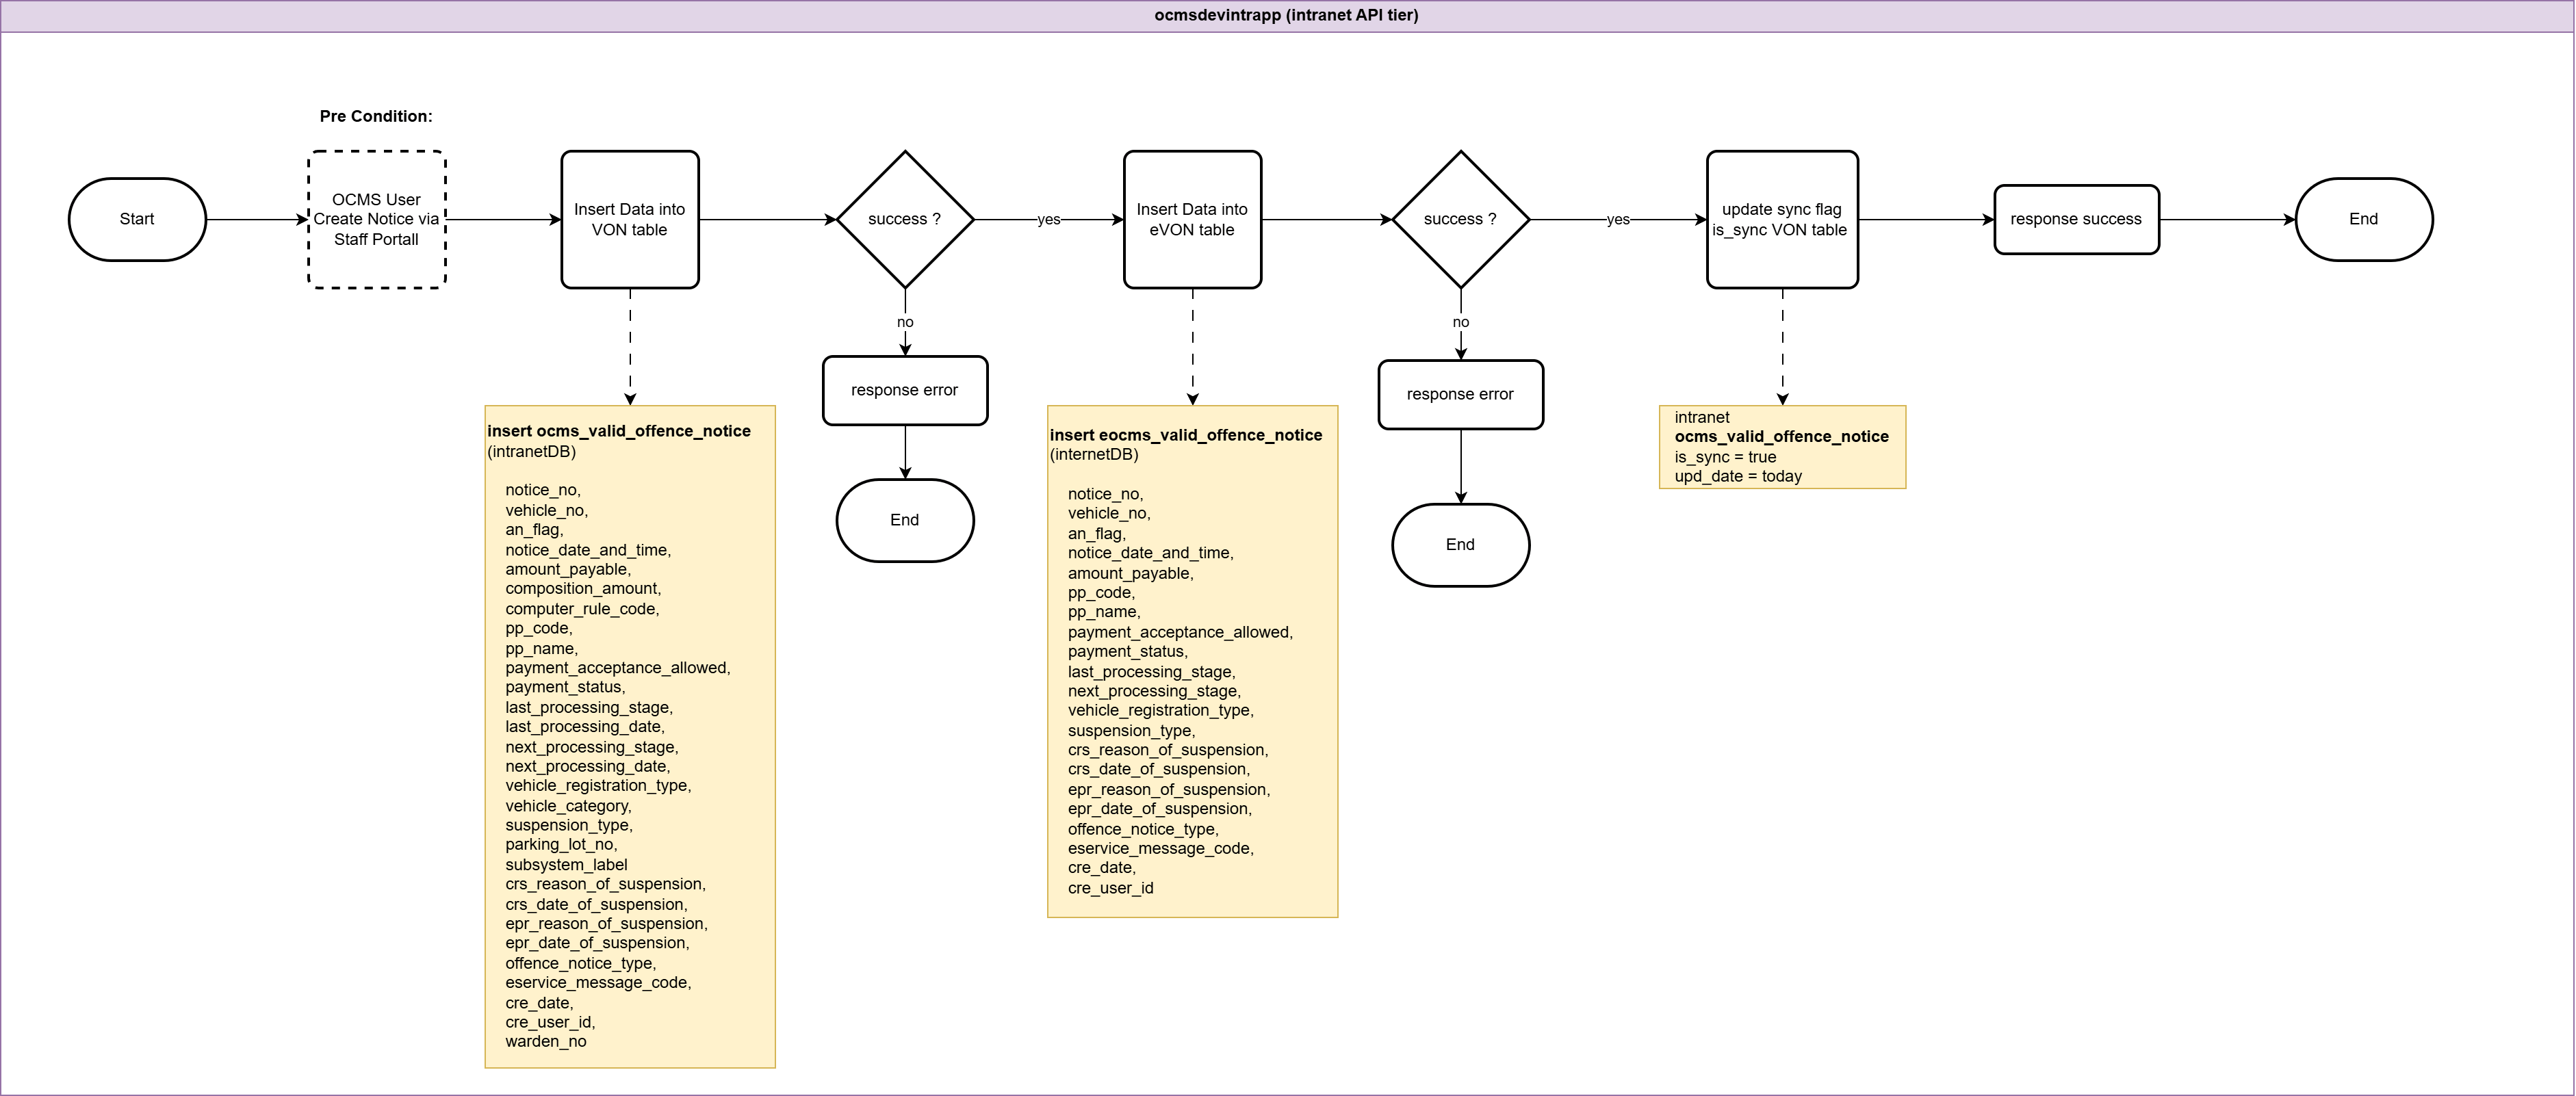 ocmsdevintrapp (intranet API tier)
Pre Condition:
Start
OCMS User
Create Notice via
Staff Portall
Insert Data into
VON table
success ?
yes
Insert Data into
eVON table
success ?
yes
update sync flag
is_sync VON table
response success
End
no
response error
End
no
response error
End
insert ocms_valid_offence_notice
(intranetDB)
notice_no,
vehicle_no,
an_flag,
notice_date_and_time,
amount_payable,
composition_amount,
computer_rule_code,
pp_code,
pp_name,
payment_acceptance_allowed,
payment_status,
last_processing_stage,
last_processing_date,
next_processing_stage,
next_processing_date,
vehicle_registration_type,
vehicle_category,
suspension_type,
parking_lot_no,
subsystem_label
crs_reason_of_suspension,
crs_date_of_suspension,
epr_reason_of_suspension,
epr_date_of_suspension,
offence_notice_type,
eservice_message_code,
cre_date,
cre_user_id,
warden_no
insert eocms_valid_offence_notice
(internetDB)
notice_no,
vehicle_no,
an_flag,
notice_date_and_time,
amount_payable,
pp_code,
pp_name,
payment_acceptance_allowed,
payment_status,
last_processing_stage,
next_processing_stage,
vehicle_registration_type,
suspension_type,
crs_reason_of_suspension,
crs_date_of_suspension,
epr_reason_of_suspension,
epr_date_of_suspension,
offence_notice_type,
eservice_message_code,
cre_date,
cre_user_id
intranet
ocms_valid_offence_notice
is_sync = true
upd_date = today